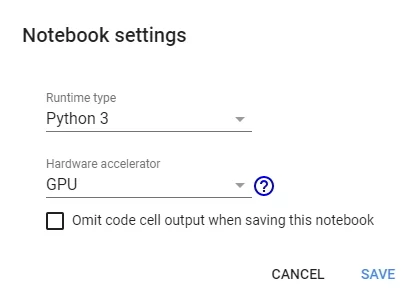 Notebook settings
Runtime type
Python 3
Hardware accelerator
GPU
?
Omit code cell output when saving this notebook
CANCEL SAVE